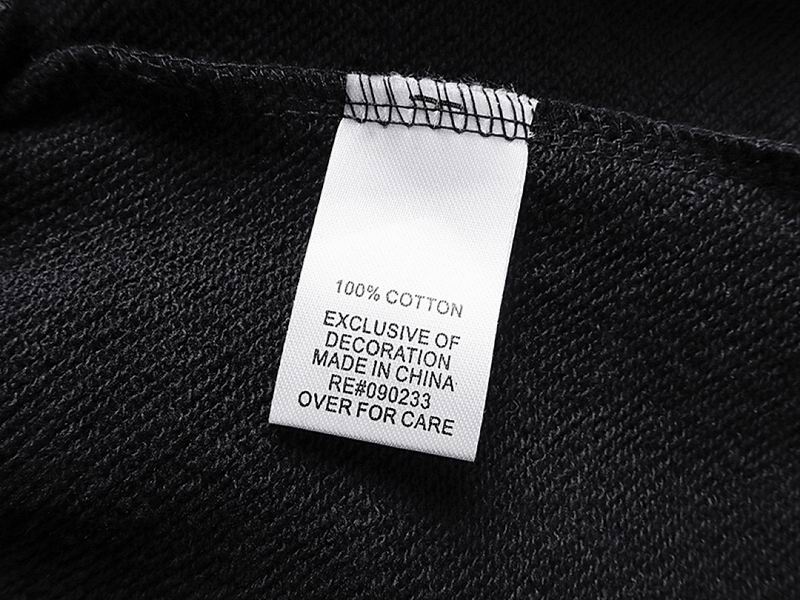 100% COTTON
EXCLUSIVE OF
DECORATION
MADE IN CHINA
RE#090233
OVER FOR CARE